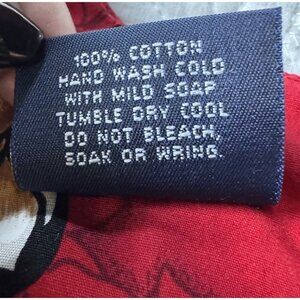 100% COTTON
HAND WASH COLD
WITH MILD SOAP
TUMBLE DRY COOL
DO NOT BLEACH,
SOAK OR WRING.